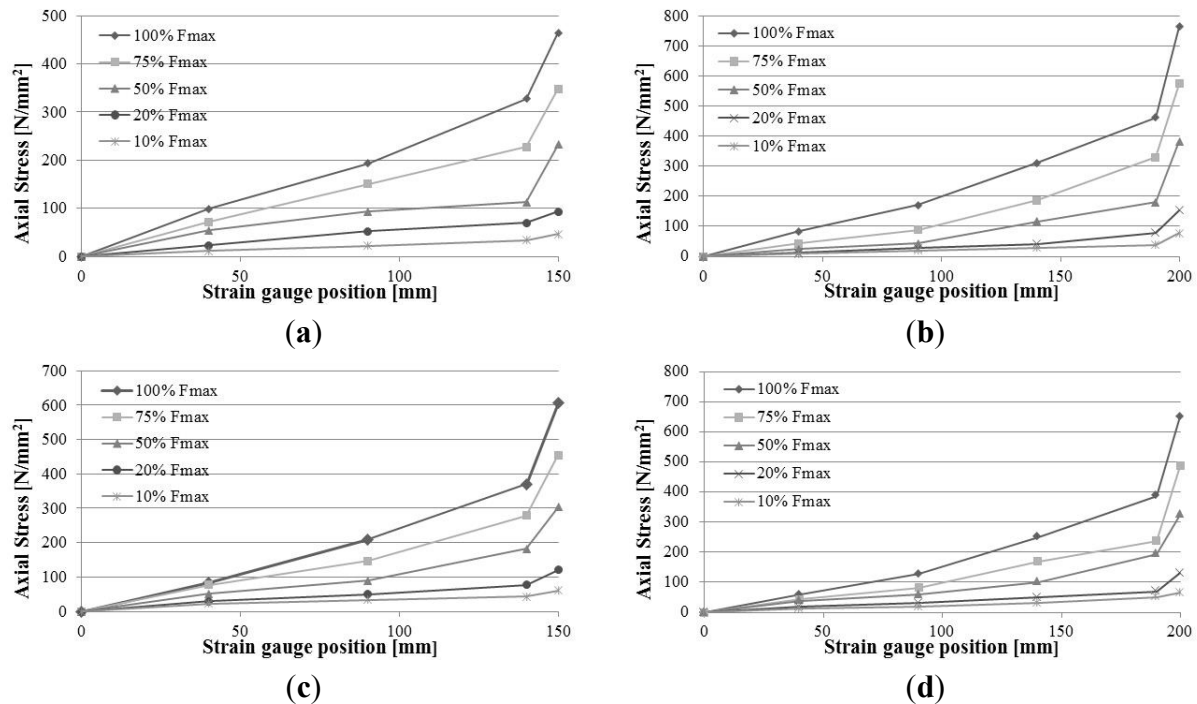 500
400
300
200
100
0
Axial Stress [N/mm²]
100% Fmax
75% Fmax
50% Fmax
20% Fmax
10% Fmax
0 50 100 150
Strain gauge position [mm]
(a)
800
700
600
500
400
300
200
100
0
Axial Stress [N/mm²]
100% Fmax
75% Fmax
50% Fmax
20% Fmax
10% Fmax
0 50 100 150 200
Strain gauge position [mm]
(b)
700
600
500
400
300
200
100
0
Axial Stress [N/mm²]
100% Fmax
75% Fmax
50% Fmax
20% Fmax
10% Fmax
0 50 100 150
Strain gauge position [mm]
(c)
800
700
600
500
400
300
200
100
0
Axial Stress [N/mm²]
100% Fmax
75% Fmax
50% Fmax
20% Fmax
10% Fmax
0 50 100 150 200
Strain gauge position [mm]
(d)